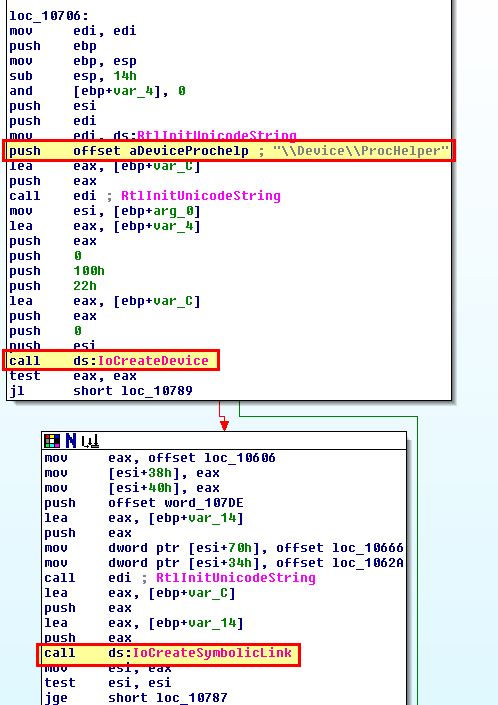 loc_10706:
mov edi, edi
push ebp
mov ebp, esp
sub esp, 14h
and [ebp+var_4], 0
push esi
push edi
mov edi, ds:RtlInitUnicodeString
push offset aDeviceProchelp ; "\\Device\\ProcHelper"
lea eax, [ebp+var_C]
push eax
call edi ; RtlInitUnicodeString
mov esi, [ebp+arg_0]
lea eax, [ebp+var_4]
push eax
push 0
push 100h
push 22h
lea eax, [ebp+var_C]
push eax
push 0
push esi
call ds:IoCreateDevice
test eax, eax
jl short loc_10789
mov eax, offset loc_10606
mov [esi+38h], eax
mov [esi+40h], eax
push offset word_107DE
lea eax, [ebp+var_14]
push eax
mov dword ptr [esi+70h], offset loc_10666
mov dword ptr [esi+34h], offset loc_1062A
call edi ; RtlInitUnicodeString
lea eax, [ebp+var_C]
push eax
lea eax, [ebp+var_14]
push eax
call ds:IoCreateSymbolicLink
mov esi, eax
test esi, esi
jge short loc_10787